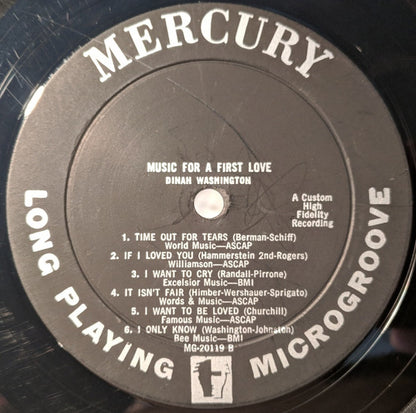 MERCURY
MUSIC FOR A FIRST LOVE
DINAH WASHINGTON
A Custom
High
Fidelity
Recording
1. TIME OUT FOR TEARS (Berman-Schiff)
World Music—ASCAP
2. IF I LOVED YOU (Hammerstein 2nd-Rogers)
Williamson—ASCAP
3. I WANT TO CRY (Randall-Pirrone)
Excelsior Music—BMI
4. IT ISN'T FAIR (Himber-Wershauer-Sprigato)
Words & Music—ASCAP
5. I WANT TO BE LOVED (Churchill)
Famous Music—ASCAP
6. I ONLY KNOW (Washington-Johnsten)
Bee Music—BMI
MG-20119 B
LONG PLAYING
MICROGROOVE